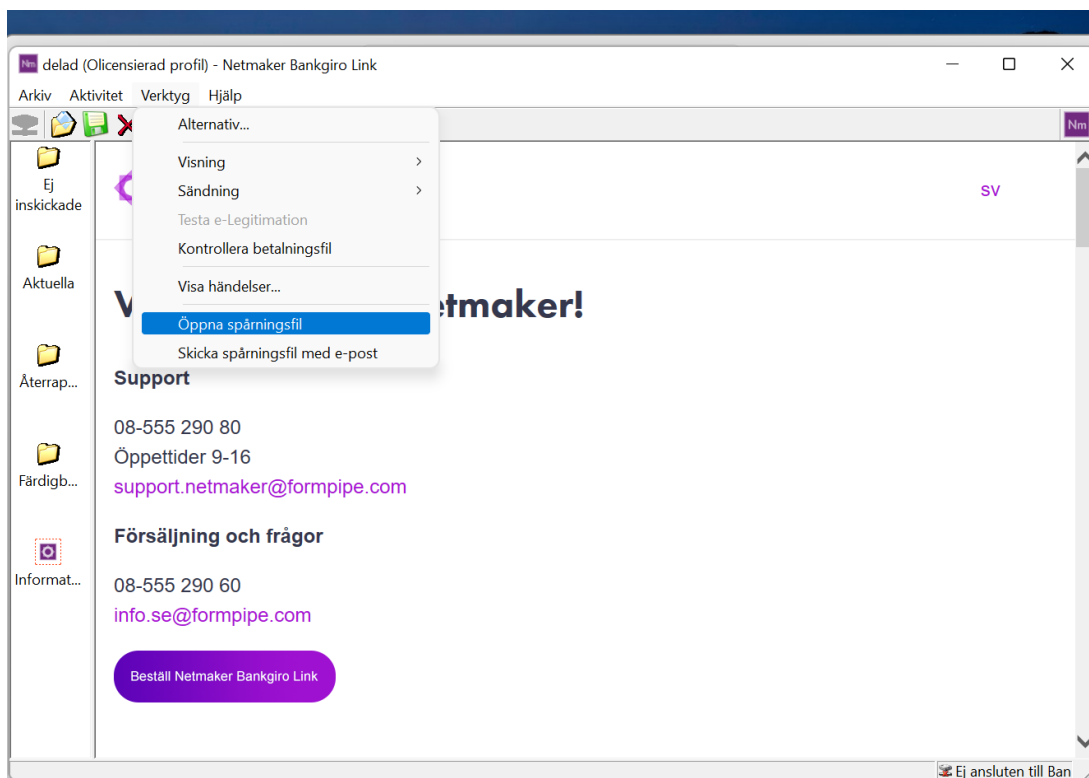 Nm delad (Olicensierad profil) - Netmaker Bankgiro Link
Arkiv Aktivitet Verktyg Hjälp
Nm
Alternativ...
Visning
Sändning
Testa e-Legitimation
Kontrollera betalningsfil
Visa händelser...
Öppna spårningsfil
Skicka spårningsfil med e-post
Ej
inskickade
Aktuella
Återrap...
Färdigb...
Informat...
sv
V etmaker!
Support
08-555 290 80
Öppettider 9-16
support.netmaker@formpipe.com
Försäljning och frågor
08-555 290 60
info.se@formpipe.com
Beställ Netmaker Bankgiro Link
Ej ansluten till Ban